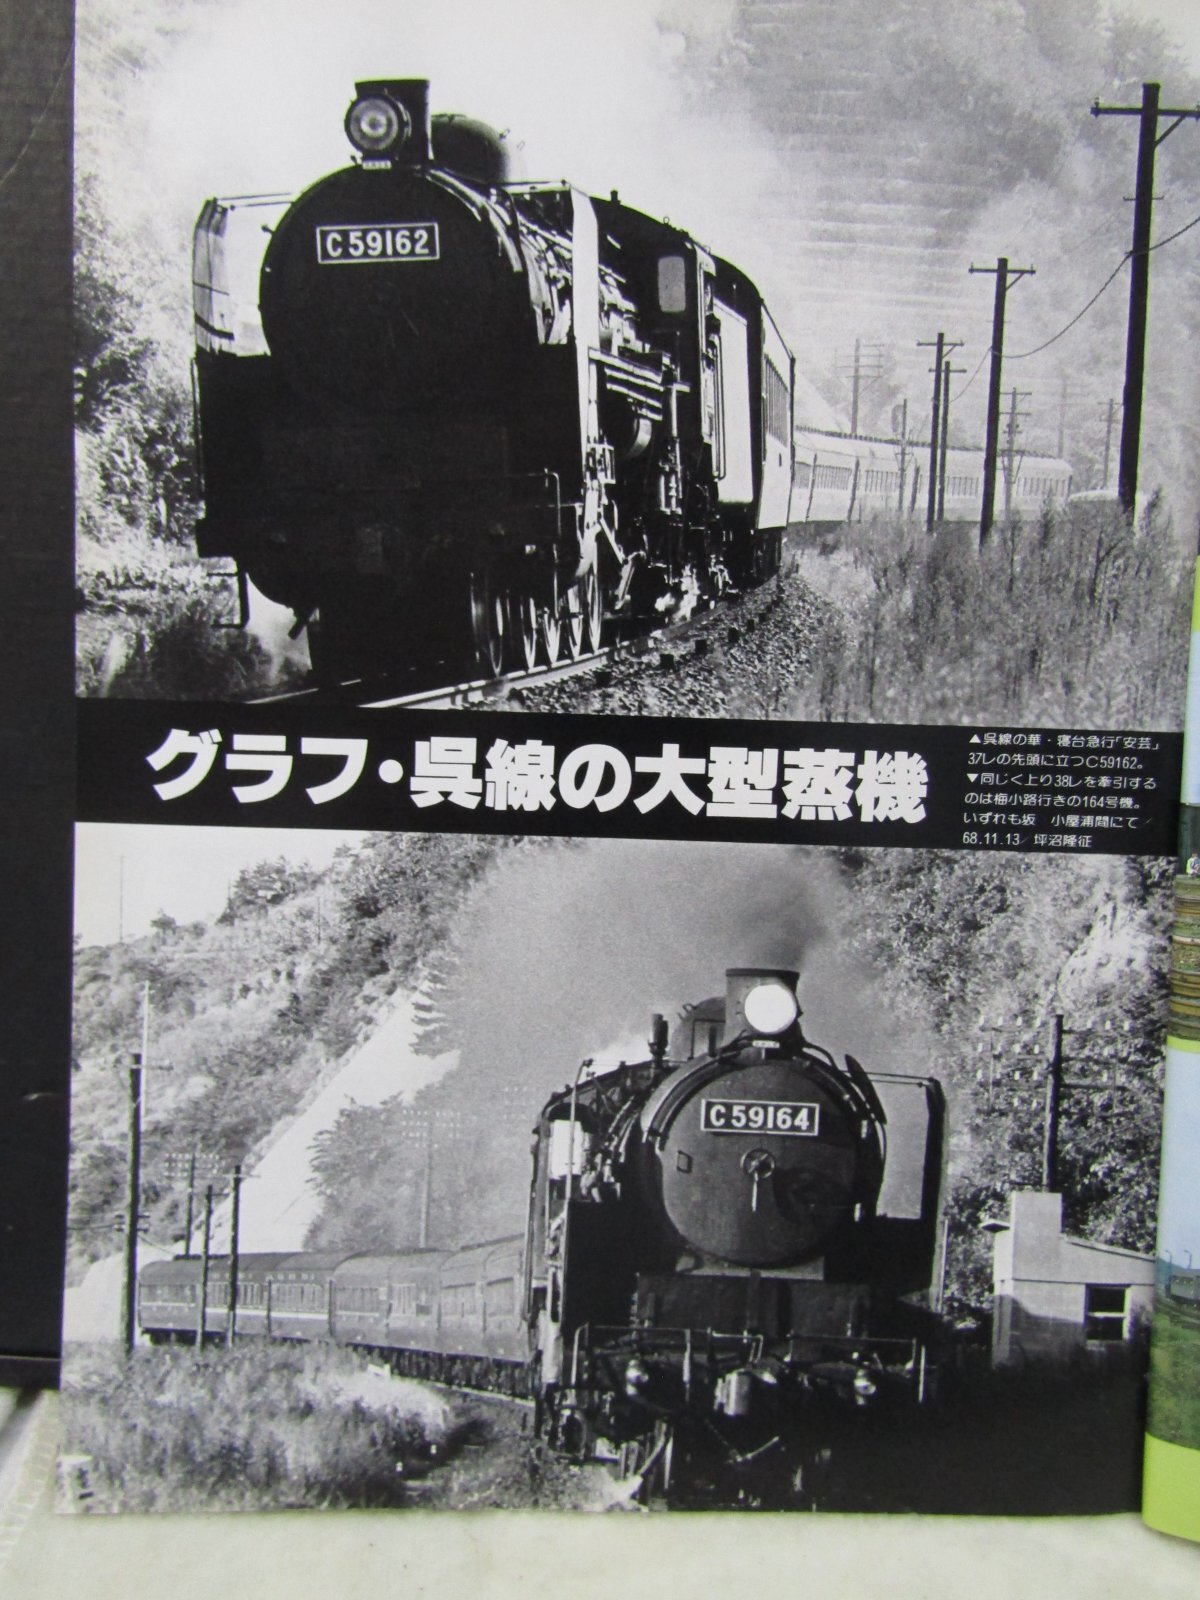 C59162
グラフ・呉線の大型蒸機
▲呉線の華・寝台急行「安芸」
37レの先頭に立つC59162。
▼同じく上り38レを牽引する
のは梅小路行きの164号機。
いずれも坂 小屋浦間にて/
68.11.13/坪沼隆征
C59164